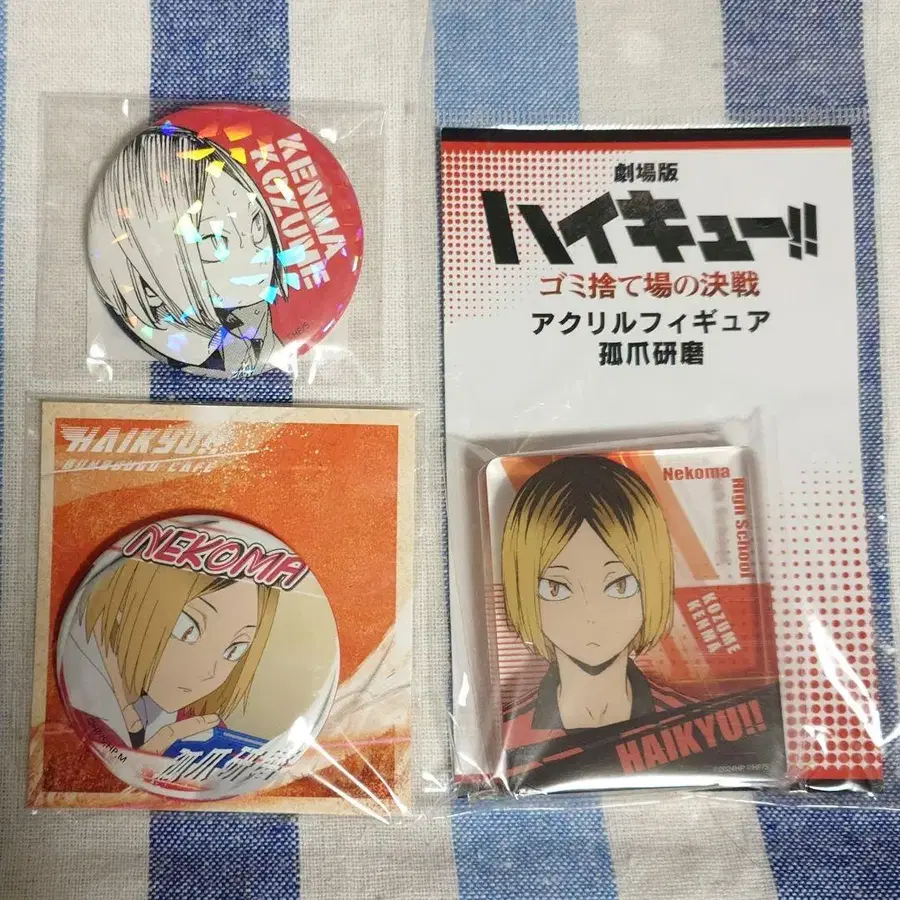 KENMA
KOZUME
HAIKYU!!
NEKOMA
孤爪研磨
劇場版
ハイキュー!!
ゴミ捨て場の決戦
アクリルフィギュア
孤爪研磨
Nekoma
High School
KOZUME
KENMA
HAIKYU!!